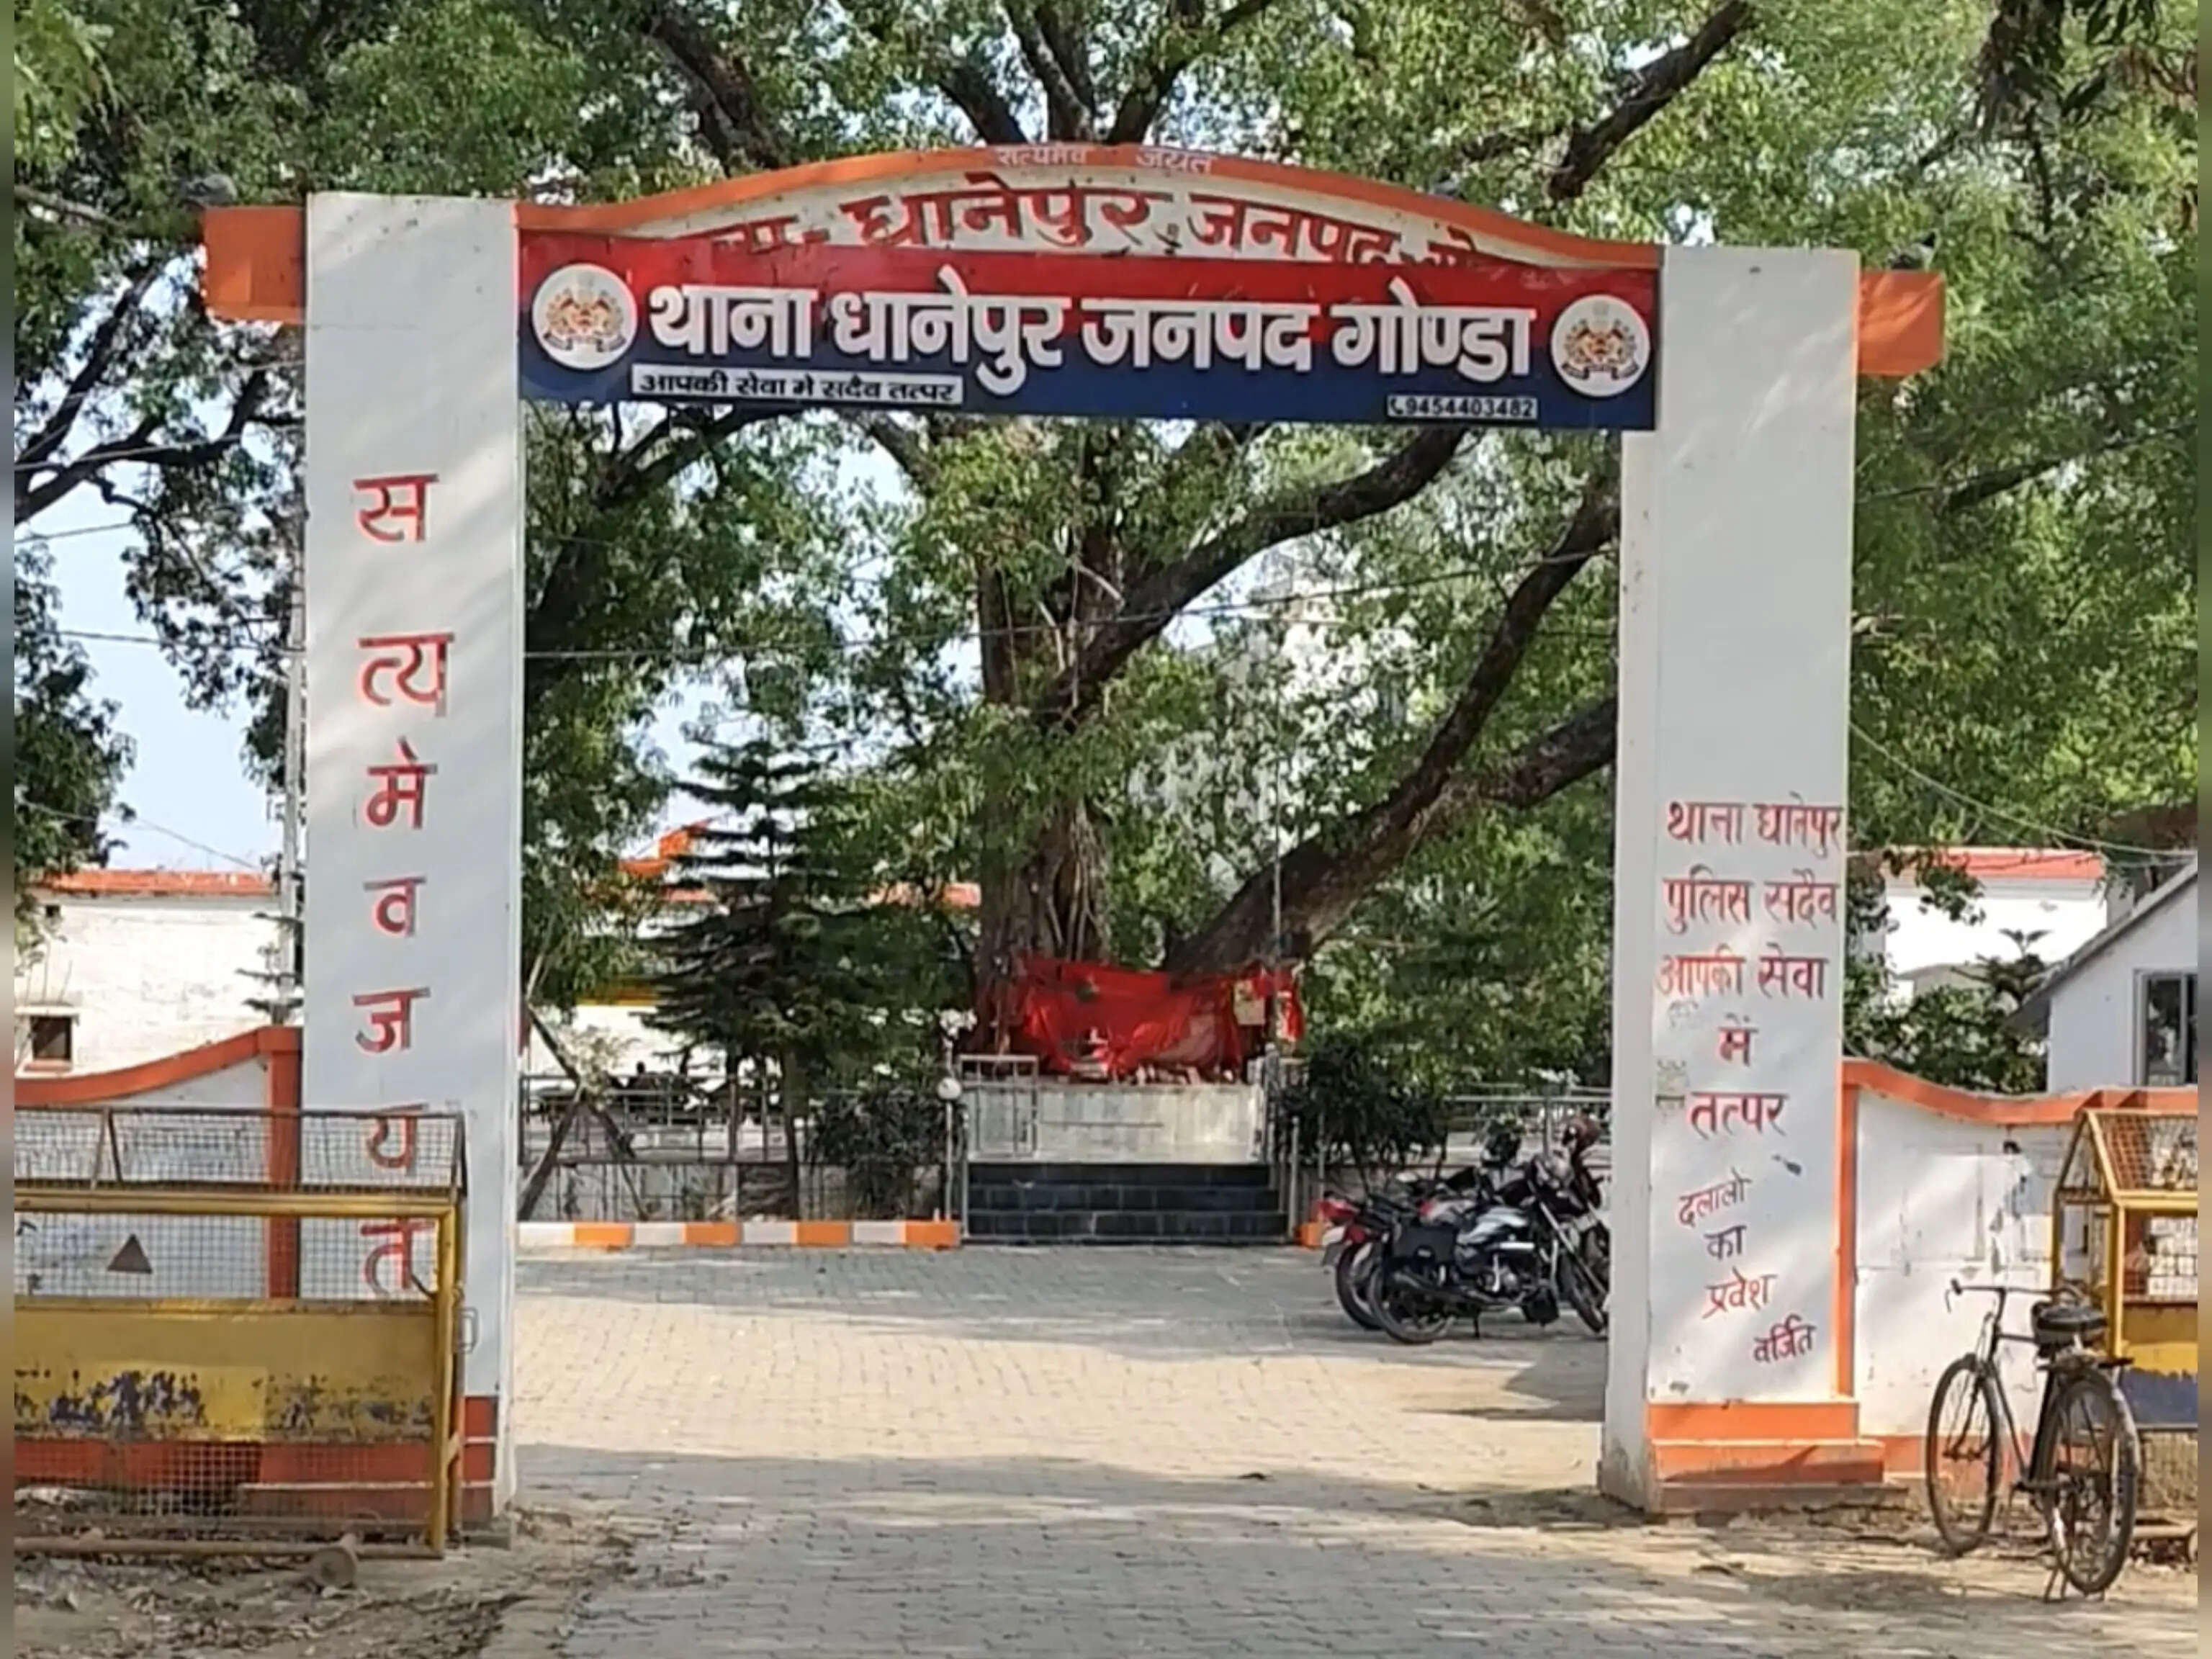 सत्यमेव जयते
धानेपुर जनपद
थाना धानेपुर जनपद गोण्डा
आपकी सेवा मे सदैव तत्पर
9454403482
स
त्य
मे
व
ज
य
ते
थाना धानेपुर
पुलिस सदैव
आपकी सेवा
में
तत्पर
दलालो
का
प्रवेश
वर्जित